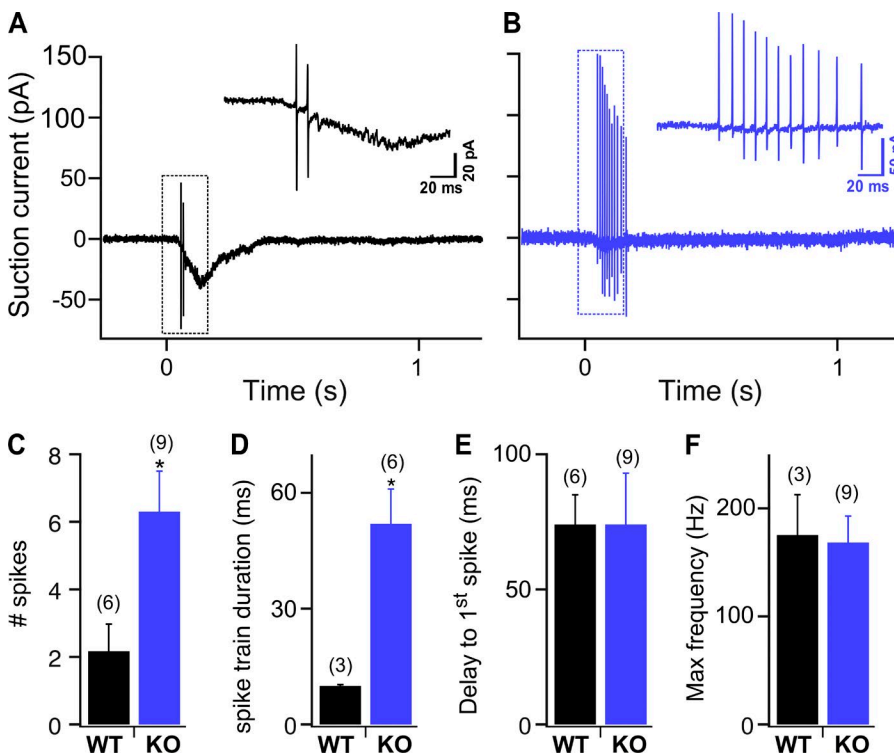 A
B
Suction current (pA)
150
100
50
0
-50
20 pA
20 ms
50 pA
20 ms
0
1
Time (s)
0
1
Time (s)
C
D
E
F
# spikes
8
6
4
2
0
(6)
(9)
*
WT
KO
spike train duration (ms)
60
30
0
(3)
(6)
*
WT
KO
Delay to 1st spike (ms)
100
50
0
(6)
(9)
WT
KO
Max frequency (Hz)
200
100
0
(3)
(9)
WT
KO